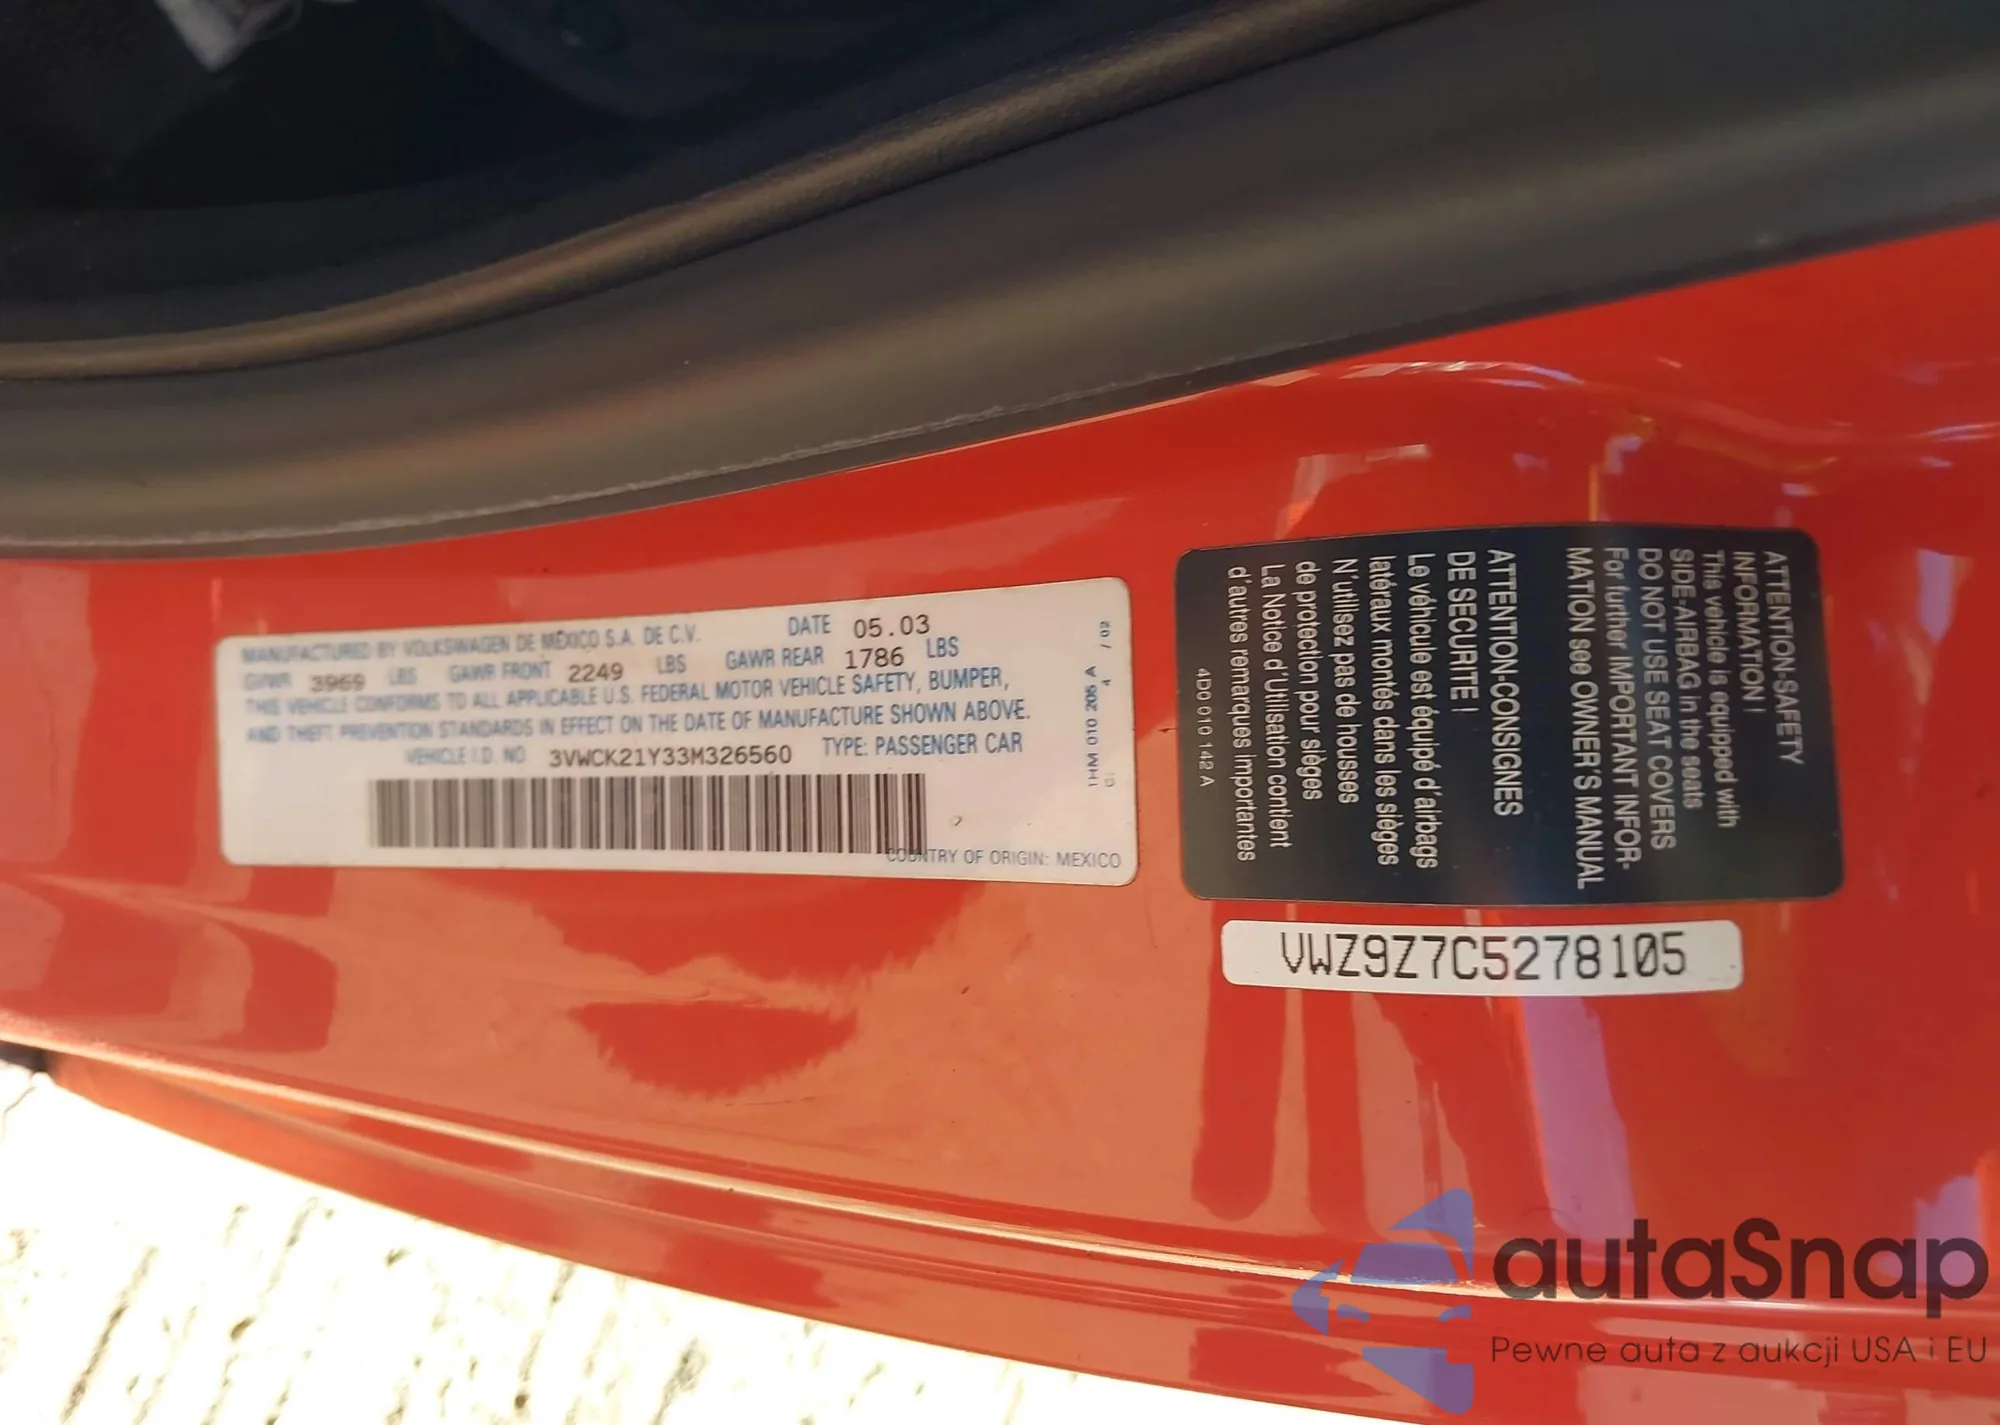 MANUFACTURED BY VOLKSWAGEN DE MÉXICO S.A. DE C.V. DATE 05.03
GVWR 3969 LBS GAWR FRONT 2249 LBS GAWR REAR 1786 LBS
THIS VEHICLE CONFORMS TO ALL APPLICABLE U.S. FEDERAL MOTOR VEHICLE SAFETY, BUMPER,
AND THEFT PREVENTION STANDARDS IN EFFECT ON THE DATE OF MANUFACTURE SHOWN ABOVE.
VEHICLE I.D. NO 3VWCK21Y33M326560 TYPE: PASSENGER CAR
COUNTRY OF ORIGIN: MEXICO
1HM 010 205 A / 02
4
ATTENTION-SAFETY
INFORMATION !
This vehicle is equipped with
SIDE-AIRBAG in the seats
DO NOT USE SEAT COVERS
For further IMPORTANT INFOR-
MATION see OWNER'S MANUAL
ATTENTION-CONSIGNES
DE SECURITE !
Le véhicule est équipé d'airbags
latéraux montés dans les sièges
N'utilisez pas de housses
de protection pour sièges
La Notice d'Utilisation contient
d'autres remarques importantes
4D0 010 142 A
VWZ9Z7C5278105
autaSnap
Pewne auta z aukcji USA i EU